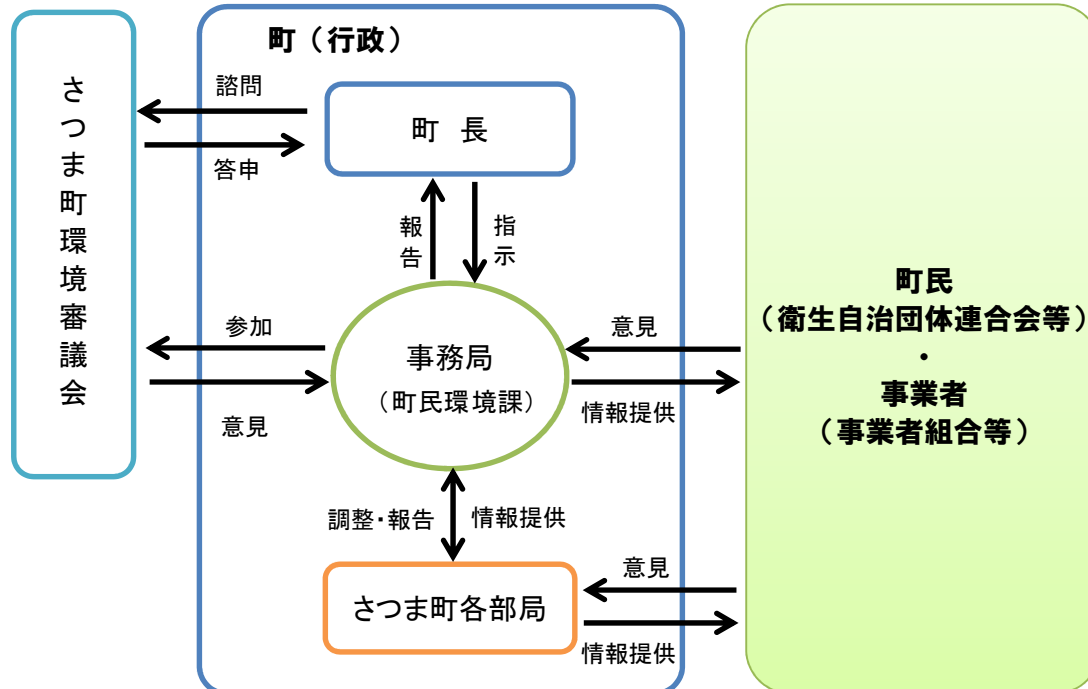 町（行政）
さつま町環境審議会
諮問
答申
町 長
報告
指示
参加
意見
事務局
（町民環境課）
意見
情報提供
町民
（衛生自治団体連合会等）
・
事業者
（事業者組合等）
調整・報告
情報提供
さつま町各部局
意見
情報提供